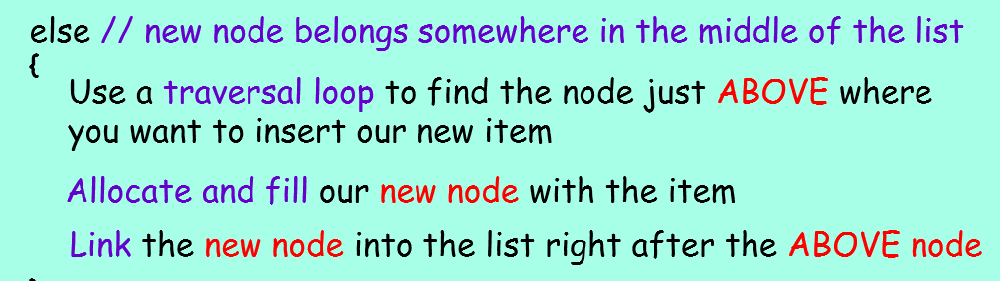 else // new node belongs somewhere in the middle of the list
{
Use a traversal loop to find the node just ABOVE where
you want to insert our new item
Allocate and fill our new node with the item
Link the new node into the list right after the ABOVE node